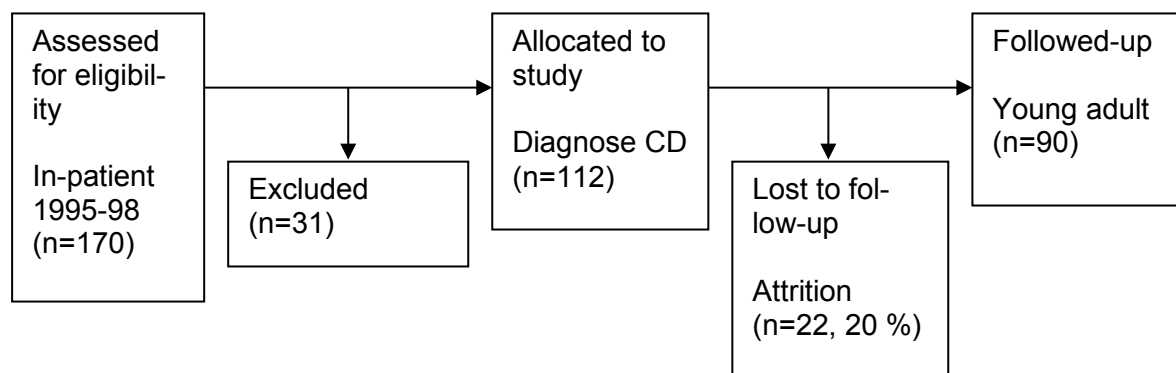 Assessed
for eligibil-
ity
In-patient
1995-98
(n=170)
Excluded
(n=31)
Allocated to
study
Diagnose CD
(n=112)
Lost to fol-
low-up
Attrition
(n=22, 20 %)
Followed-up
Young adult
(n=90)